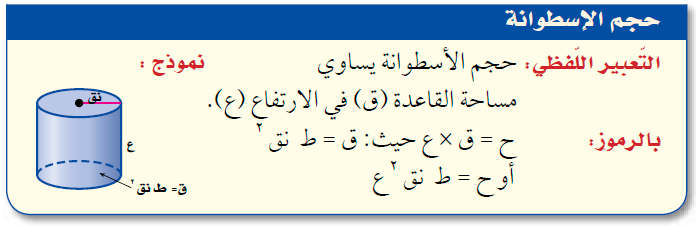 حجم الإسطوانة
التّعبير اللّفظي: حجم الأسطوانة يساوي
مساحة القاعدة (ق) في الارتفاع (ع).
بالرموز: ح = ق × ع حيث: ق = ط نق ٢
أو ح = ط نق ٢ ع
نموذج:
نق
ع
ق= ط نق ٢